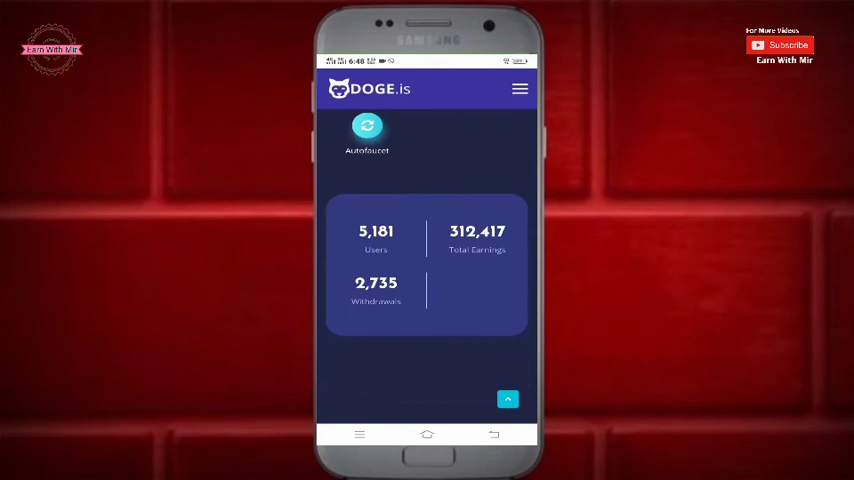 Earn With Mir
For More Videos
Subscribe
Earn With Mir
SAMSUNG
6:48
DOGE.is
Autofaucet
5,181
Users
312,417
Total Earnings
2,735
Withdrawals